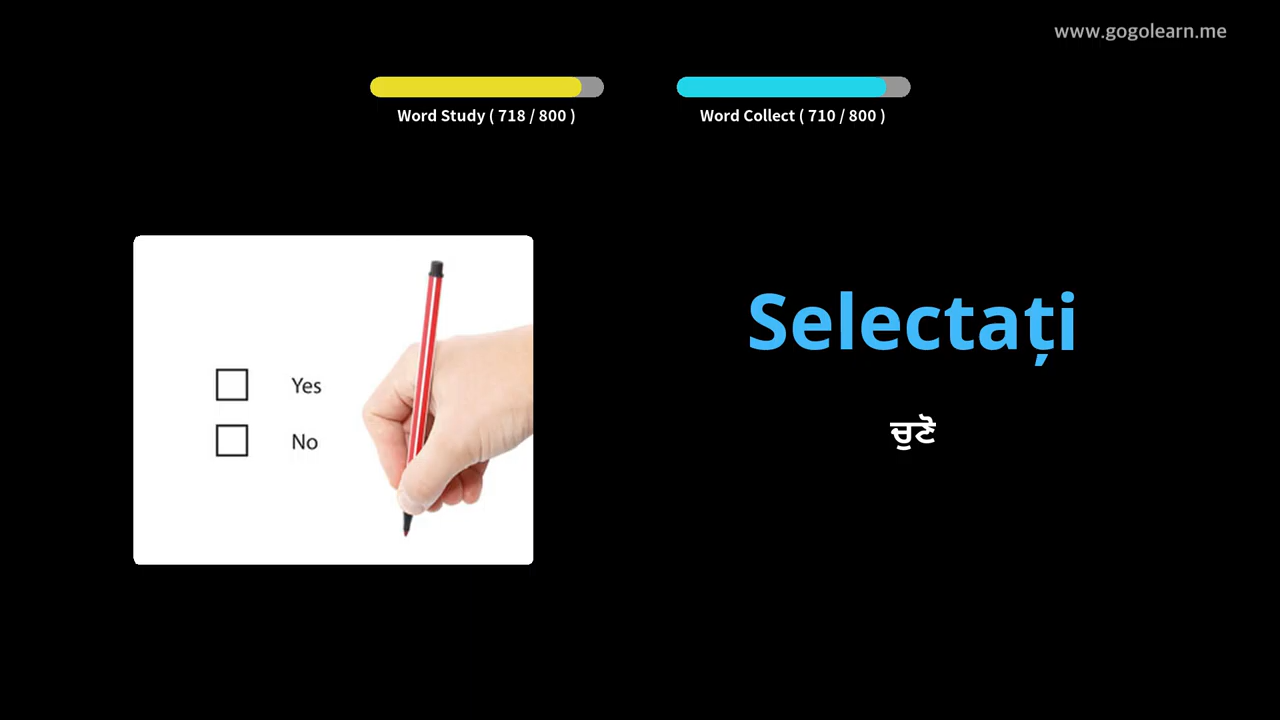 www.gogolearn.me
Word Study ( 718 / 800 )
Word Collect ( 710 / 800 )
Yes
No
Selectați
ਚੁਣੋ